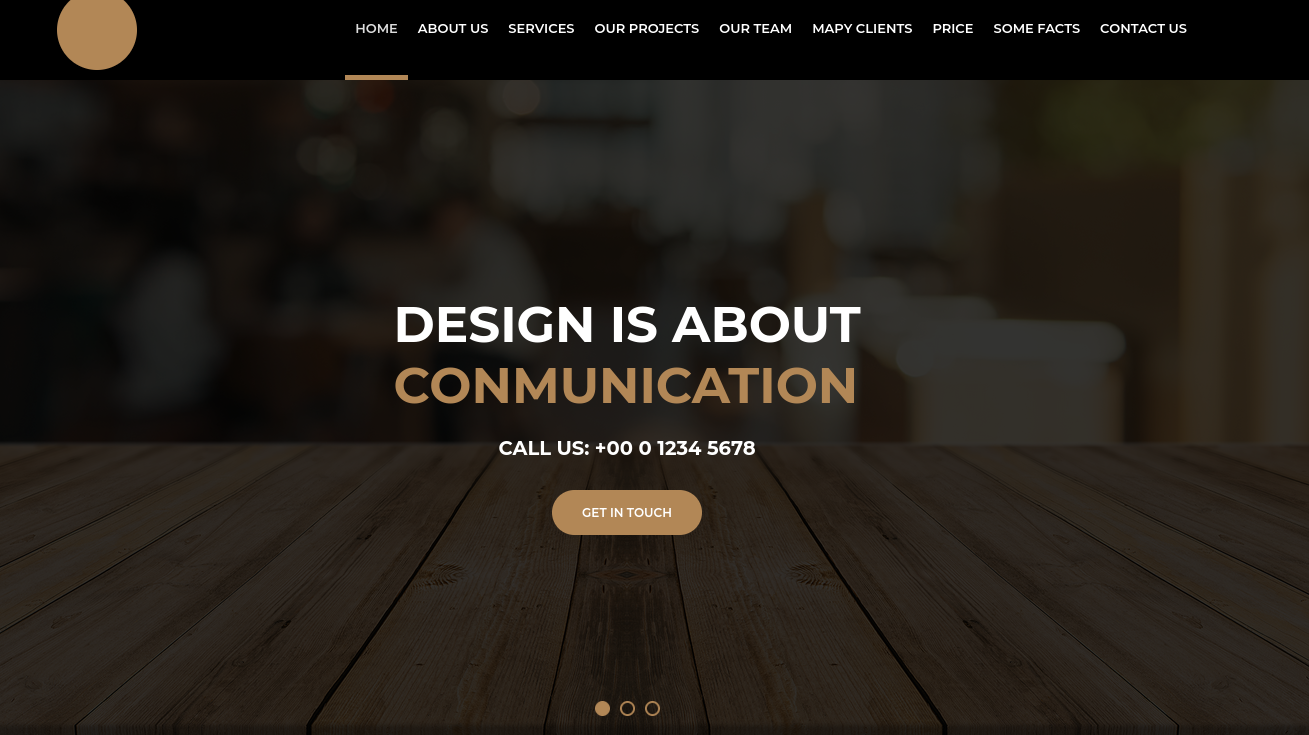 HOME ABOUT US SERVICES OUR PROJECTS OUR TEAM MAPY CLIENTS PRICE SOME FACTS CONTACT US
DESIGN IS ABOUT
CONMUNICATION
CALL US: +00 0 1234 5678
GET IN TOUCH